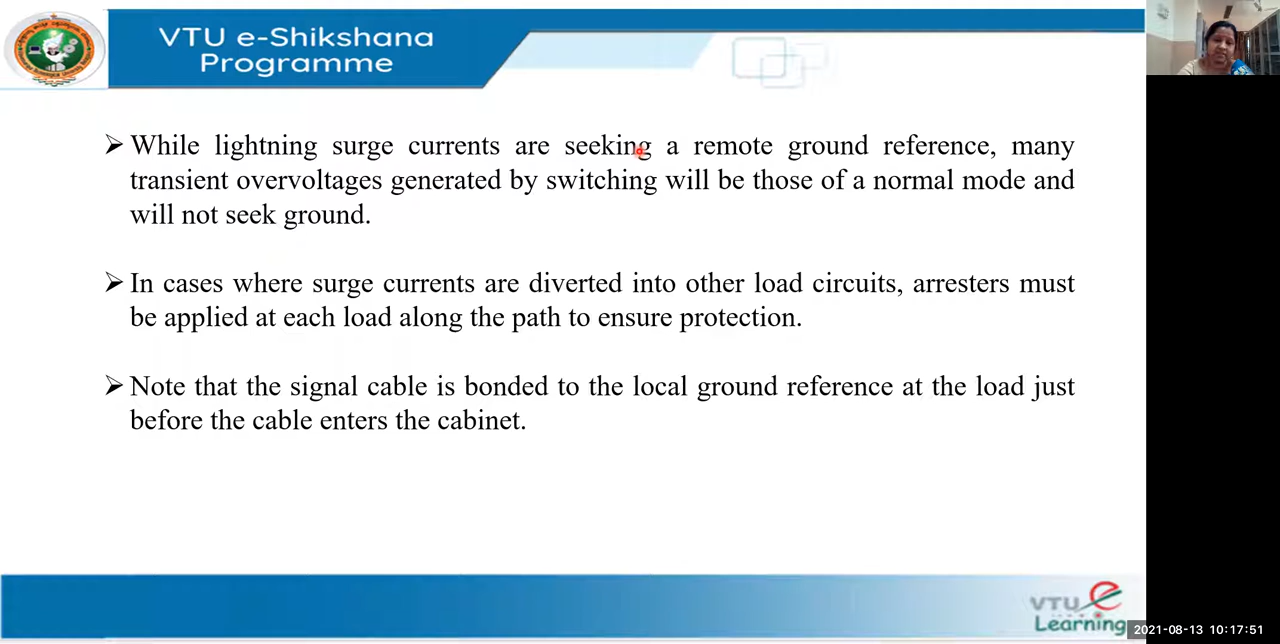 VTU e-Shikshana
Programme
➢ While lightning surge currents are seeking a remote ground reference, many
transient overvoltages generated by switching will be those of a normal mode and
will not seek ground.
➢ In cases where surge currents are diverted into other load circuits, arresters must
be applied at each load along the path to ensure protection.
➢ Note that the signal cable is bonded to the local ground reference at the load just
before the cable enters the cabinet.
VTU e
Learning
2021-08-13 10:17:51